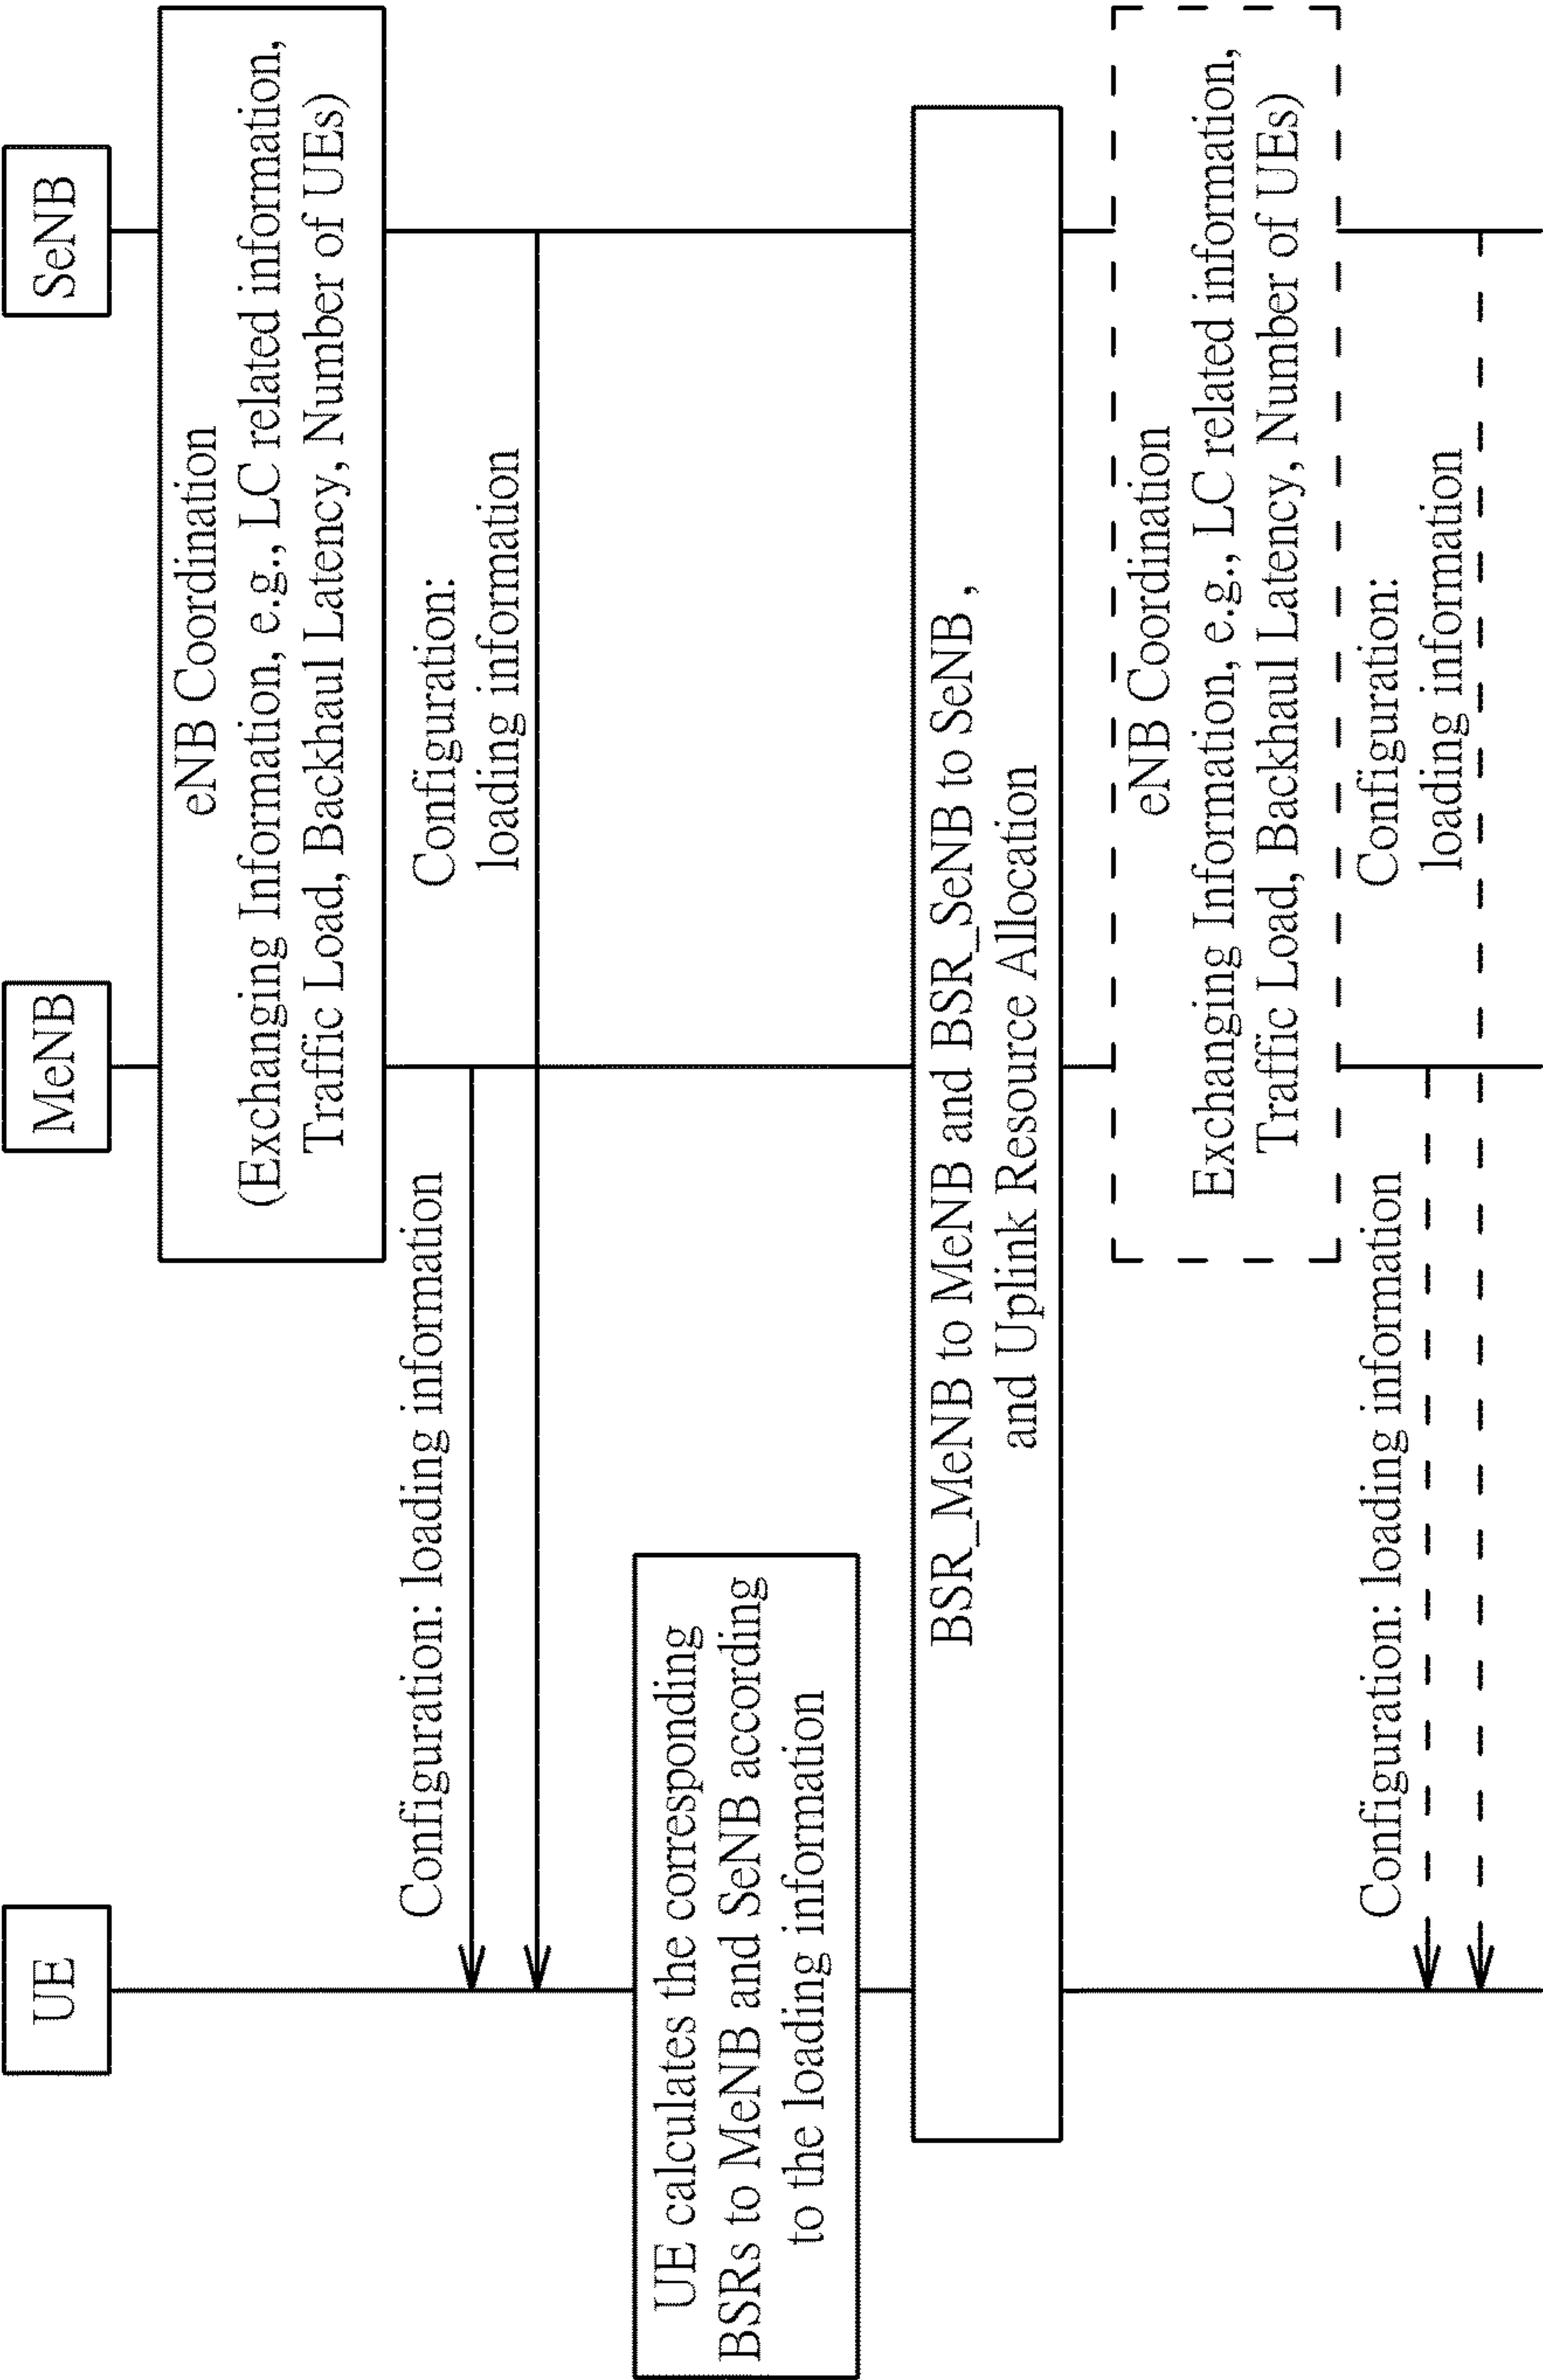 UE
MeNB
SeNB
eNB Coordination
(Exchanging Information, e.g., LC related information,
Traffic Load, Backhaul Latency, Number of UEs)
Configuration: loading information
Configuration:
loading information
UE calculates the corresponding
BSRs to MeNB and SeNB according
to the loading information
BSR_MeNB to MeNB and BSR_SeNB to SeNB ,
and Uplink Resource Allocation
eNB Coordination
Exchanging Information, e.g., LC related information,
Traffic Load, Backhaul Latency, Number of UEs)
Configuration: loading information
Configuration:
loading information